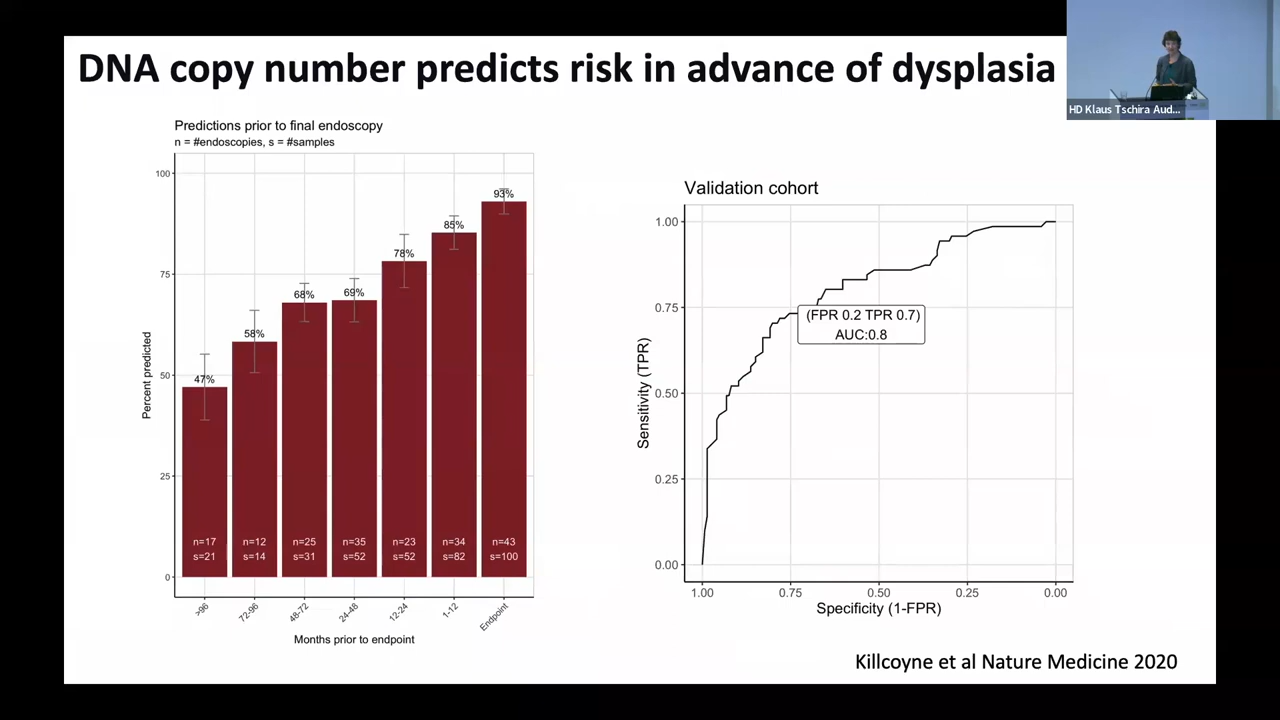 DNA copy number predicts risk in advance of dysplasia
HD Klaus Tschira Aud...
Predictions prior to final endoscopy
n = #endoscopies, s = #samples
Percent predicted
100
75
50
25
0
47%
58%
68%
69%
78%
85%
93%
n=17
s=21
n=12
s=14
n=25
s=31
n=35
s=52
n=23
s=52
n=34
s=82
n=43
s=100
>96
72-96
48-72
24-48
12-24
1-12
Endpoint
Months prior to endpoint
Validation cohort
Sensitivity (TPR)
1.00
0.75
0.50
0.25
0.00
(FPR 0.2 TPR 0.7)
AUC:0.8
1.00
0.75
0.50
0.25
0.00
Specificity (1-FPR)
Killcoyne et al Nature Medicine 2020